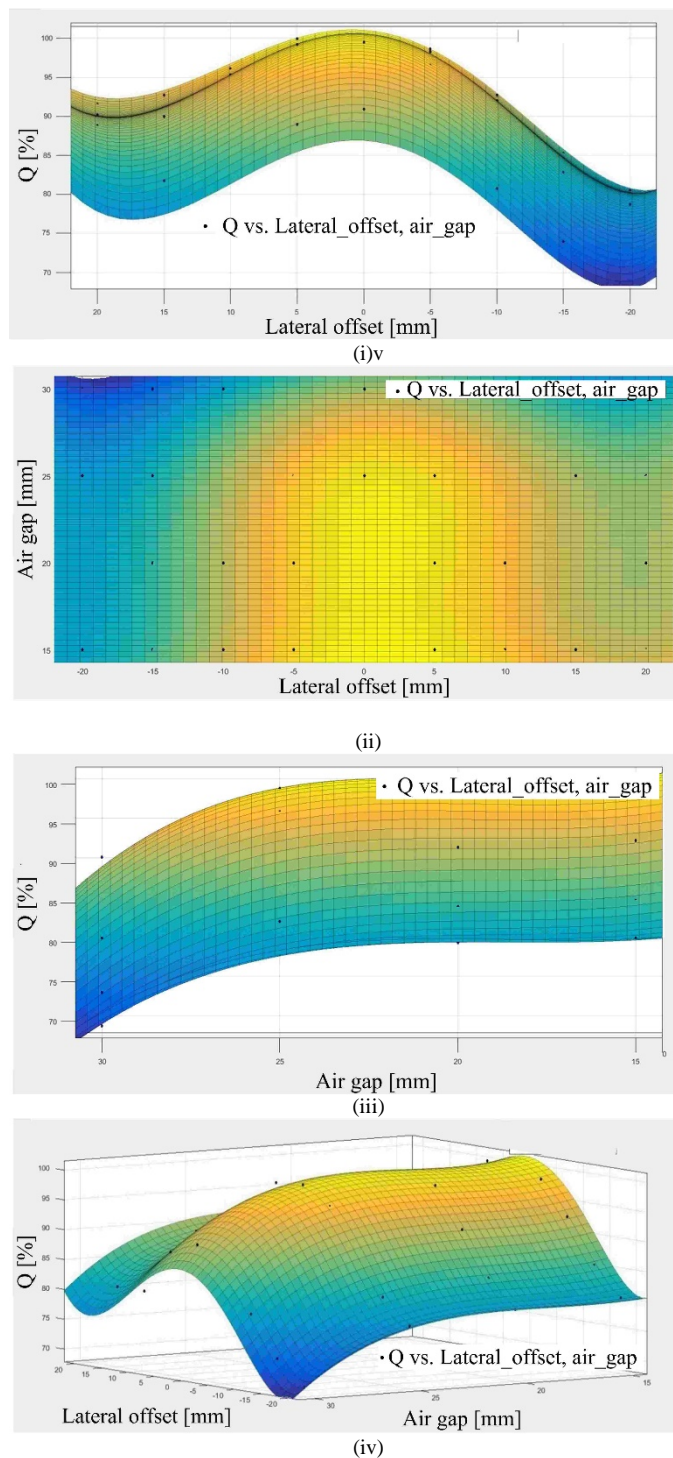 100
95
90
85
80
75
70
Q [%]
Q vs. Lateral_offset, air_gap
20 15 10 5 0 -5 -10 -15 -20
Lateral offset [mm]
(i)v
Q vs. Lateral_offset, air_gap
30
25
20
15
Air gap [mm]
-20 -15 -10 -5 0 5 10 15 20
Lateral offset [mm]
(ii)
Q vs. Lateral_offset, air_gap
100
95
90
85
80
75
70
Q [%]
30 25 20 15 0
Air gap [mm]
(iii)
100
95
90
85
80
75
70
Q [%]
Q vs. Lateral_offset, air_gap
20 15 10 5 0 -5 -10 -15 -20
30 25 20 15
Lateral offset [mm] Air gap [mm]
(iv)